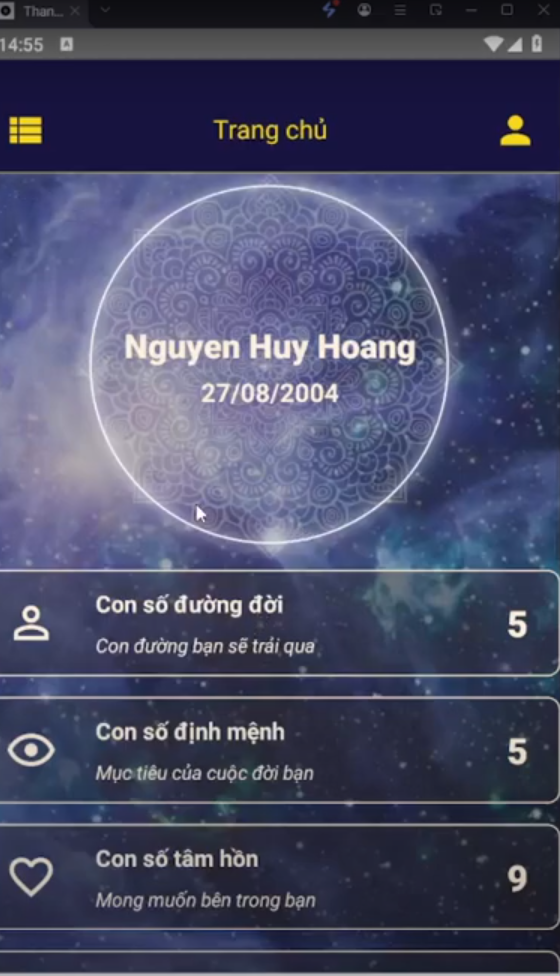 Than...
14:55
Trang chủ
Nguyen Huy Hoang
27/08/2004
Con số đường đời
Con đường bạn sẽ trải qua
5
Con số định mệnh
Mục tiêu của cuộc đời bạn
5
Con số tâm hồn
Mong muốn bên trong bạn
9